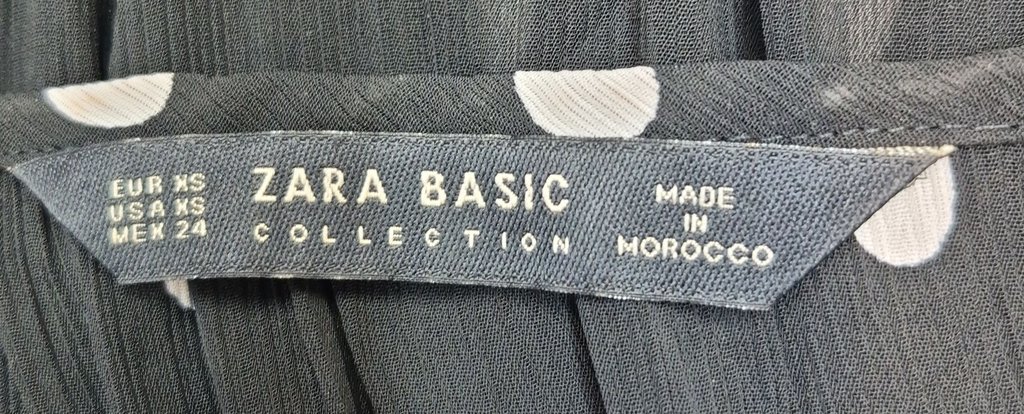 EUR XS
USA XS
MEX 24
ZARA BASIC
COLLECTION
MADE
IN
MOROCCO